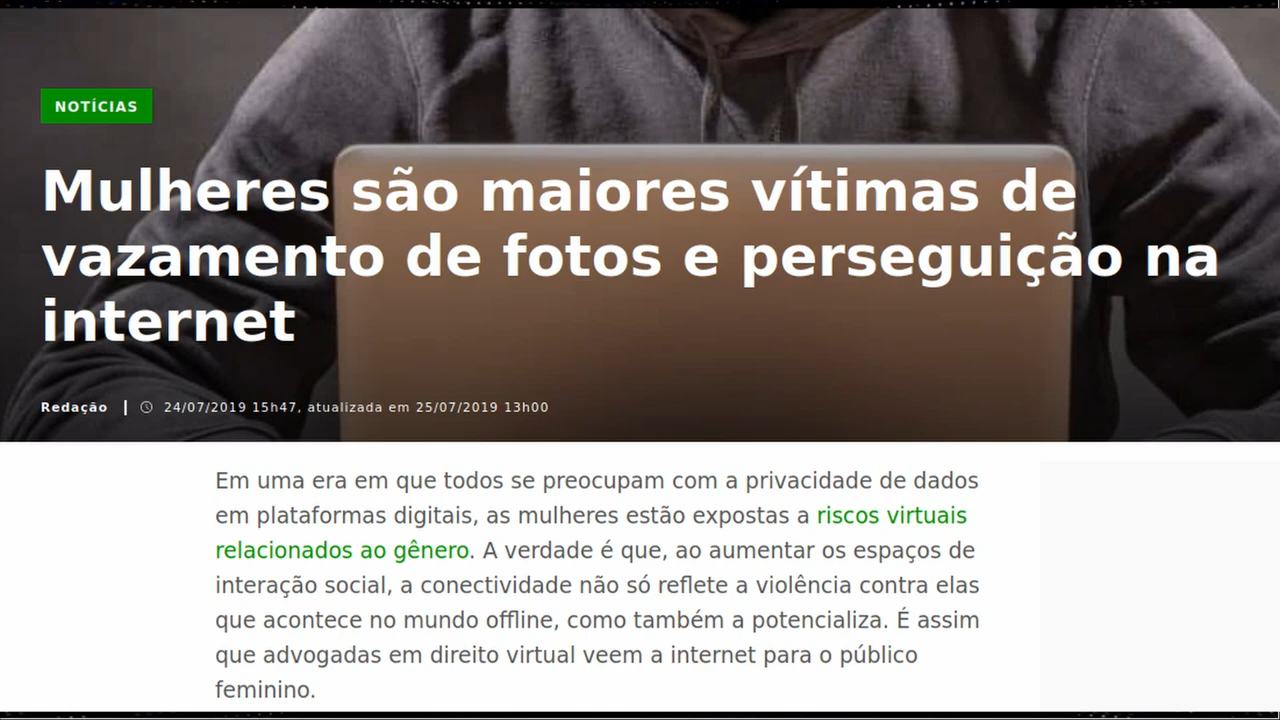 NOTÍCIAS
Mulheres são maiores vítimas de
vazamento de fotos e perseguição na
internet
Redação | 24/07/2019 15h47, atualizada em 25/07/2019 13h00
Em uma era em que todos se preocupam com a privacidade de dados
em plataformas digitais, as mulheres estão expostas a riscos virtuais
relacionados ao gênero. A verdade é que, ao aumentar os espaços de
interação social, a conectividade não só reflete a violência contra elas
que acontece no mundo offline, como também a potencializa. É assim
que advogadas em direito virtual veem a internet para o público
feminino.